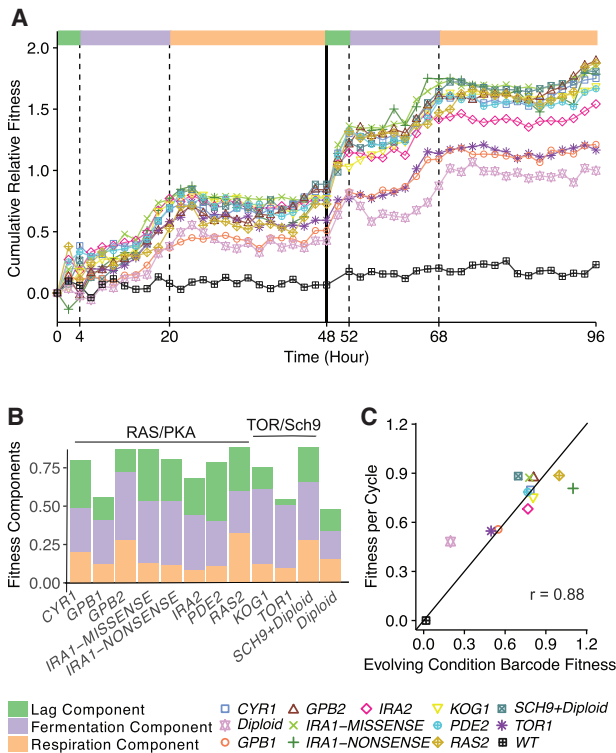 A
Cumulative Relative Fitness
2.0
1.5
1.0
0.5
0.0
0 4 20 48 52 68 96
Time (Hour)
B
RAS/PKA TOR/Sch9
Fitness Components
0.75
0.50
0.25
0.00
CYR1 GPB1 GPB2 IRA1-MISSENSE IRA1-NONSENSE IRA2 PDE2 RAS2 KOG1 TOR1 SCH9+Diploid Diploid
C
Fitness per Cycle
1.2
0.9
0.6
0.3
0.0
r = 0.88
0.0 0.3 0.6 0.9 1.2
Evolving Condition Barcode Fitness
Lag Component
Fermentation Component
Respiration Component
CYR1 GPB2 IRA2 KOG1 SCH9+Diploid
Diploid IRA1-MISSENSE PDE2 TOR1
GPB1 IRA1-NONSENSE RAS2 WT